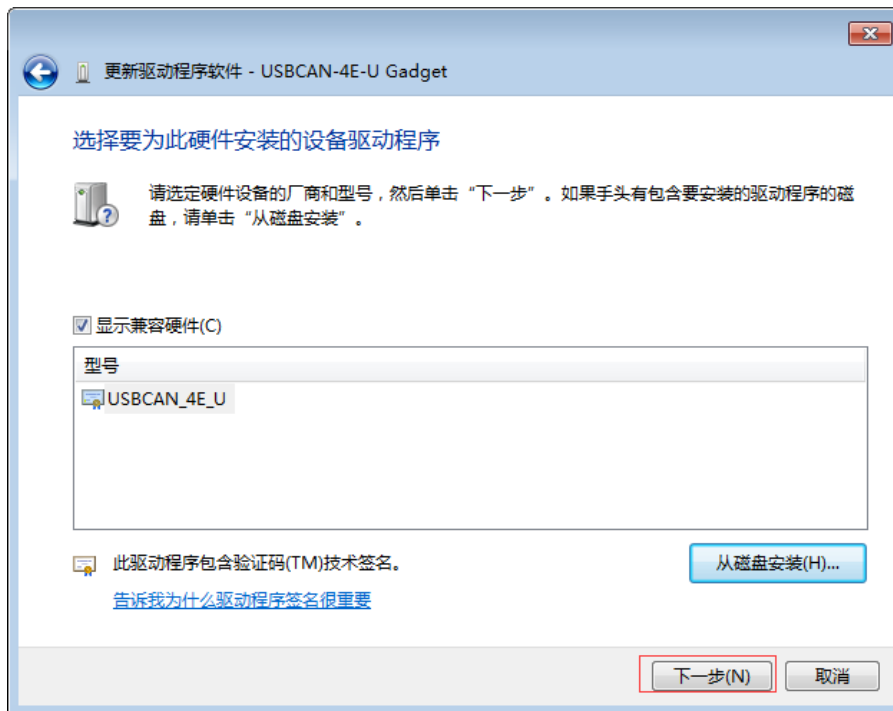 更新驱动程序软件 - USBCAN-4E-U Gadget
选择要为此硬件安装的设备驱动程序
请选定硬件设备的厂商和型号，然后单击“下一步”。如果手头有包含要安装的驱动程序的磁
盘，请单击“从磁盘安装”。
显示兼容硬件(C)
型号
USBCAN_4E_U
此驱动程序包含验证码(TM)技术签名。
从磁盘安装(H)...
告诉我为什么驱动程序签名很重要
下一步(N)
取消